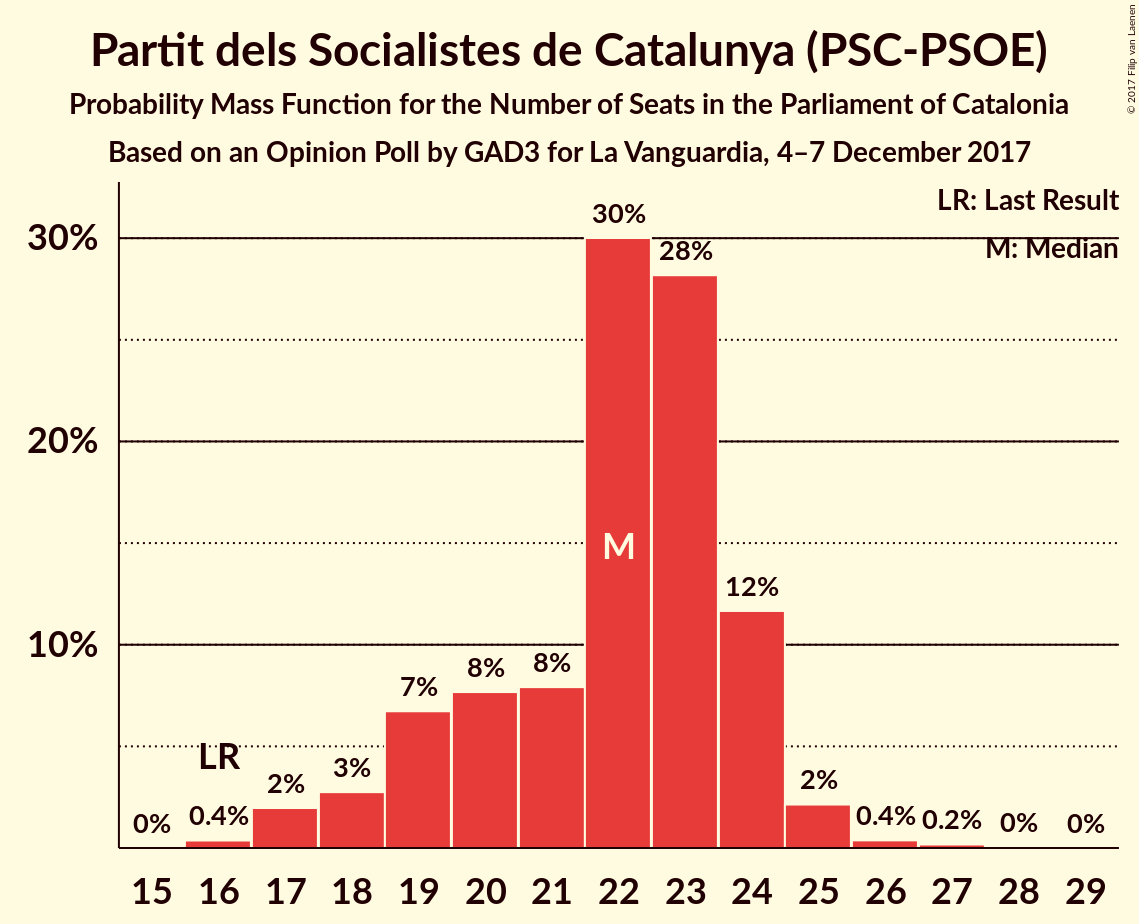 Partit dels Socialistes de Catalunya (PSC-PSOE)
Probability Mass Function for the Number of Seats in the Parliament of Catalonia
Based on an Opinion Poll by GAD3 for La Vanguardia, 4–7 December 2017
© 2017 Filip van Laenen
LR: Last Result
M: Median
30%
20%
10%
0%
0.4%
2%
3%
7%
8%
8%
30%
28%
12%
2%
0.4%
0.2%
0%
0%
LR
M
15 16 17 18 19 20 21 22 23 24 25 26 27 28 29